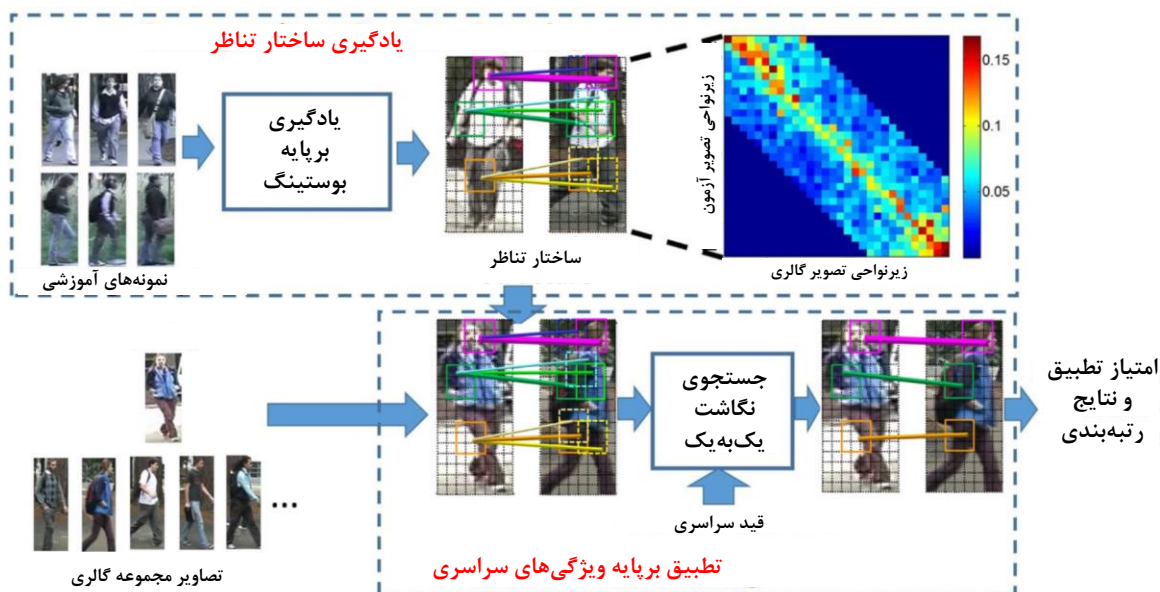 یادگیری ساختار تناظر
یادگیری
برپایه
بوستینگ
نمونه‌های آموزشی
ساختار تناظر
زیرنواحی تصویر آزمون
0.15
0.1
0.05
زیرنواحی تصویر گالری
جستجوی
نگاشت
یک‌به‌یک
امتیاز تطبیق
و نتایج
رتبه‌بندی
قید سراسری
...
تصاویر مجموعه گالری
تطبیق برپایه ویژگی‌های سراسری